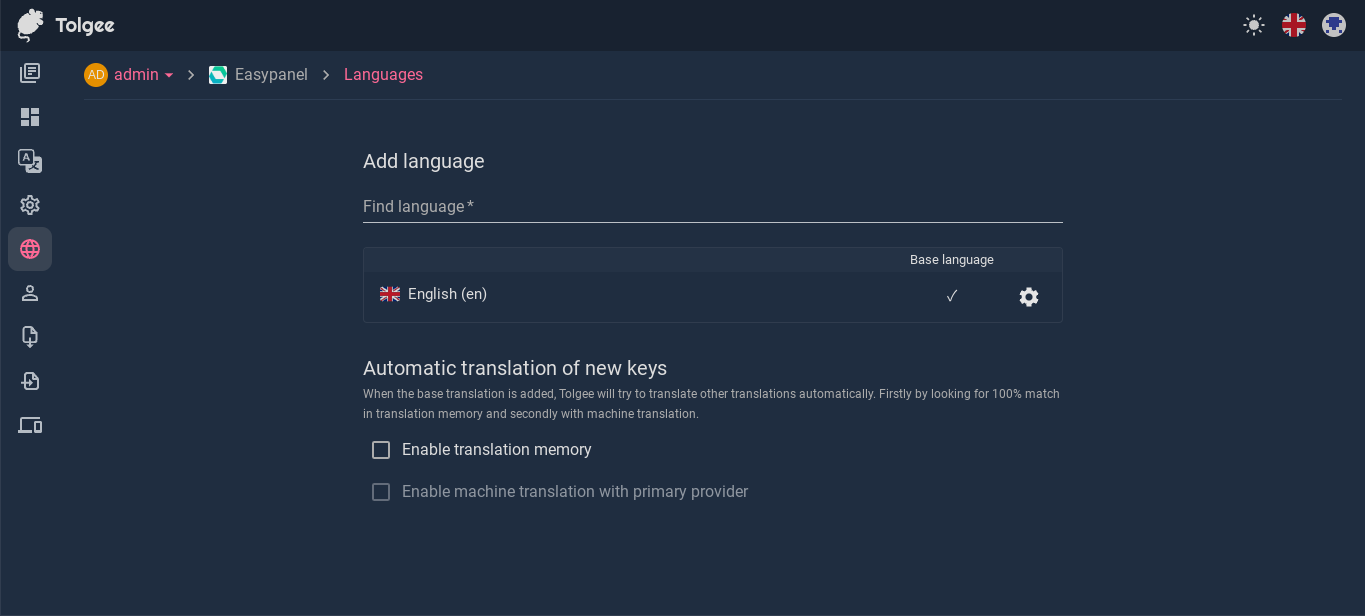 Tolgee
AD admin Easypanel Languages
Add language
Find language *
Base language
English (en) ✓
Automatic translation of new keys
When the base translation is added, Tolgee will try to translate other translations automatically. Firstly by looking for 100% match
in translation memory and secondly with machine translation.
Enable translation memory
Enable machine translation with primary provider